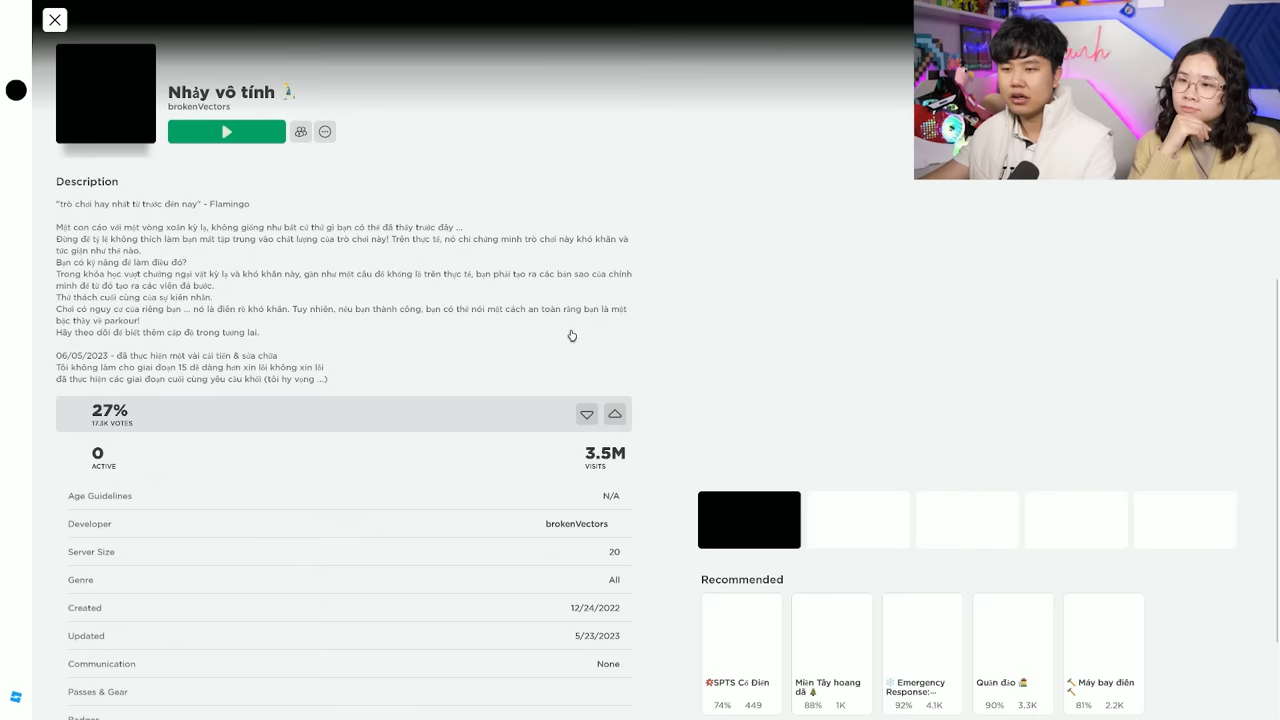 Nhảy vô tính
brokenVectors
Description
"trò chơi hay nhất từ trước đến nay" - Flamingo
Một con cáo với một vòng xoắn kỳ lạ, không giống như bất cứ thứ gì bạn có thể đã thấy trước đây ...
Đừng để tỷ lệ không thích làm bạn mất tập trung vào chất lượng của trò chơi này! Trên thực tế, nó chỉ chứng minh trò chơi này khó khăn và
tức giận như thế nào.
Bạn có kỹ năng để làm điều đó?
Trong khóa học vượt chướng ngại vật kỳ lạ và khó khăn này, gần như một câu đố khổng lồ trên thực tế, bạn phải tạo ra các bản sao của chính
mình để từ đó tạo ra các viên đá bước.
Thử thách cuối cùng của sự kiên nhẫn.
Chơi có nguy cơ của riêng bạn ... nó là điên rồ khó khăn. Tuy nhiên, nếu bạn thành công, bạn có thể nói một cách an toàn rằng bạn là một
bậc thầy về parkour!
Hãy theo dõi để biết thêm cấp độ trong tương lai.
06/05/2023 - đã thực hiện một vài cải tiến & sửa chữa
Tôi không làm cho giai đoạn 15 dễ dàng hơn xin lỗi không xin lỗi
đã thực hiện các giai đoạn cuối cùng yêu cầu khối (tôi hy vọng ...)
27%
17.3K VOTES
0
ACTIVE
3.5M
VISITS
Age Guidelines N/A
Developer brokenVectors
Server Size 20
Genre All
Created 12/24/2022
Updated 5/23/2023
Communication None
Passes & Gear
Recommended
SPTS Cổ Điển
74% 449
Miền Tây hoang
dã
88% 1K
Emergency
Response:...
92% 4.1K
Quần đảo
90% 3.3K
Máy bay điên
81% 2.2K